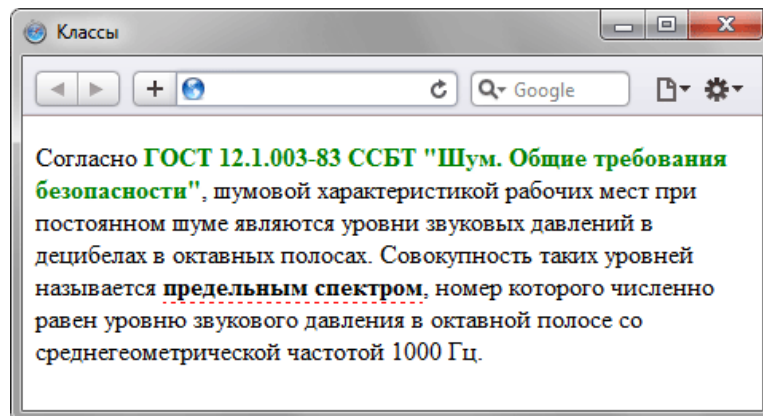 Классы
Google
Согласно ГОСТ 12.1.003-83 ССБТ "Шум. Общие требования
безопасности", шумовой характеристикой рабочих мест при
постоянном шуме являются уровни звуковых давлений в
децибелах в октавных полосах. Совокупность таких уровней
называется предельным спектром, номер которого численно
равен уровню звукового давления в октавной полосе со
среднегеометрической частотой 1000 Гц.